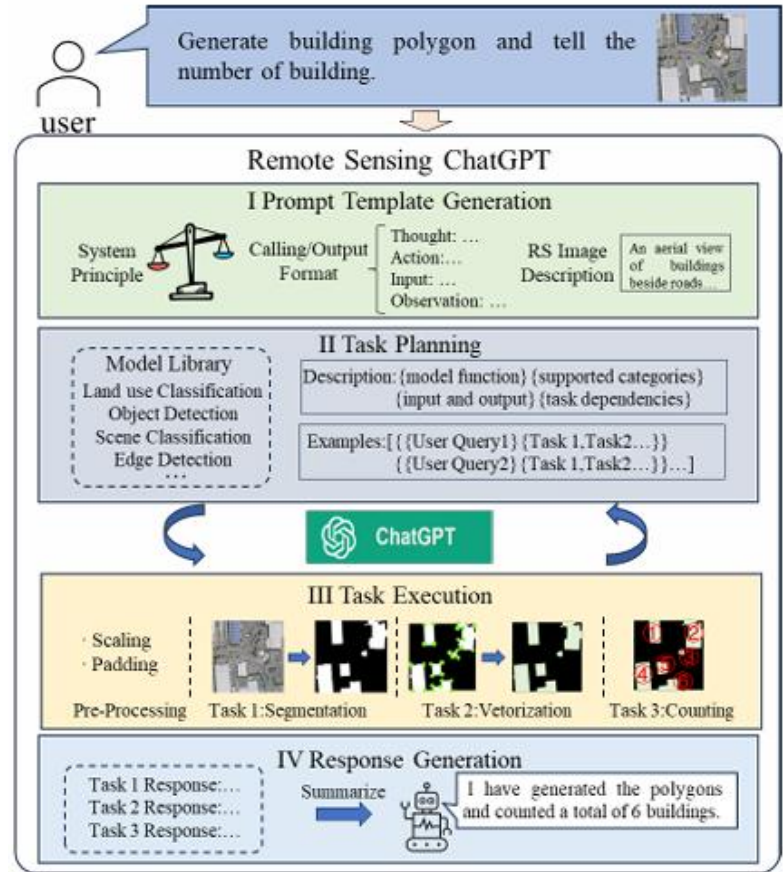 Generate building polygon and tell the
number of building.
user
Remote Sensing ChatGPT
I Prompt Template Generation
System
Principle
Calling/Output
Format
Thought: …
Action:…
Input: …
Observation: …
RS Image
Description
An aerial view
of buildings
beside roads…
II Task Planning
Model Library
Land use Classification
Object Detection
Scene Classification
Edge Detection
…
Description:{model function}{supported categories}
{input and output}{task dependencies}
Examples:[{{User Query1}{Task 1,Task2…}}
{{User Query2}{Task 1,Task2…}}…]
ChatGPT
III Task Execution
· Scaling
· Padding
Pre-Processing
Task 1:Segmentation
Task 2:Vetorization
① ②
④ ⑤
Task 3:Counting
IV Response Generation
Task 1 Response:…
Task 2 Response:…
Task 3 Response:…
Summarize
I have generated the polygons
and counted a total of 6 buildings.